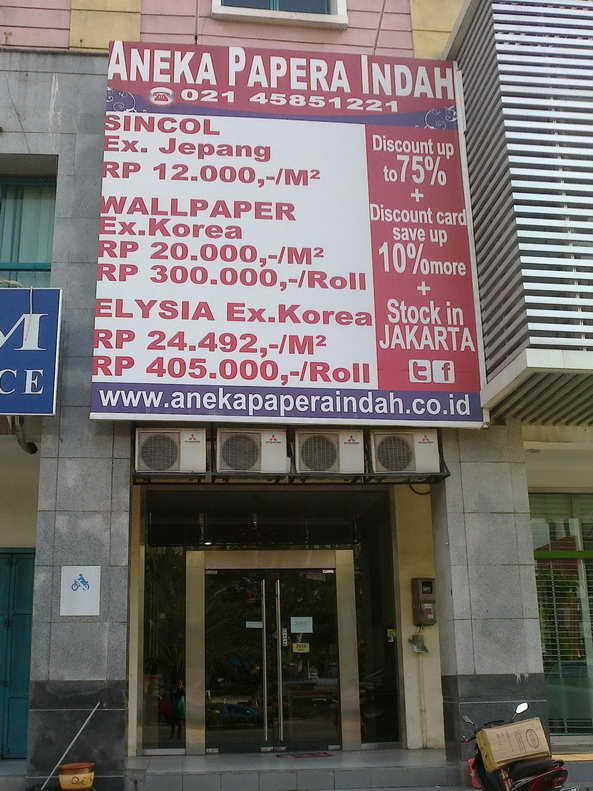 ANEKA PAPERA INDAH
021 45851221
SINCOL
Ex. Jepang
RP 12.000,-/M²
WALLPAPER
Ex.Korea
RP 20.000,-/M²
RP 300.000,-/Roll
ELYSIA Ex.Korea
RP 24.492,-/M²
RP 405.000,-/Roll
Discount up
to 75%
+
Discount card
save up
10% more
+
Stock in
JAKARTA
t f
www.anekapaperaindah.co.id
M
CE